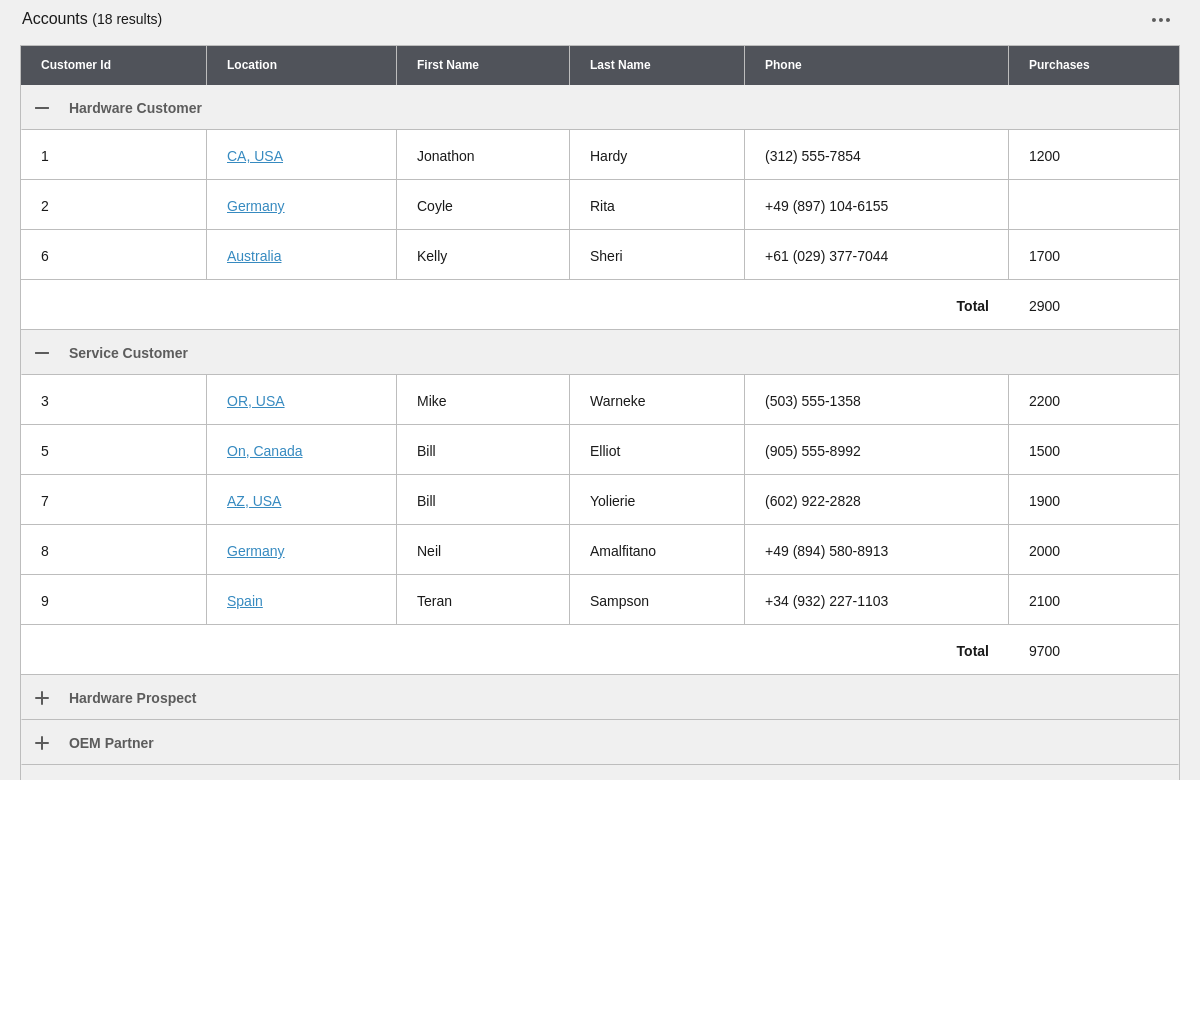 Accounts (18 results)
Customer Id Location First Name Last Name Phone Purchases
Hardware Customer
1 CA, USA Jonathon Hardy (312) 555-7854 1200
2 Germany Coyle Rita +49 (897) 104-6155
6 Australia Kelly Sheri +61 (029) 377-7044 1700
Total 2900
Service Customer
3 OR, USA Mike Warneke (503) 555-1358 2200
5 On, Canada Bill Elliot (905) 555-8992 1500
7 AZ, USA Bill Yolierie (602) 922-2828 1900
8 Germany Neil Amalfitano +49 (894) 580-8913 2000
9 Spain Teran Sampson +34 (932) 227-1103 2100
Total 9700
Hardware Prospect
OEM Partner